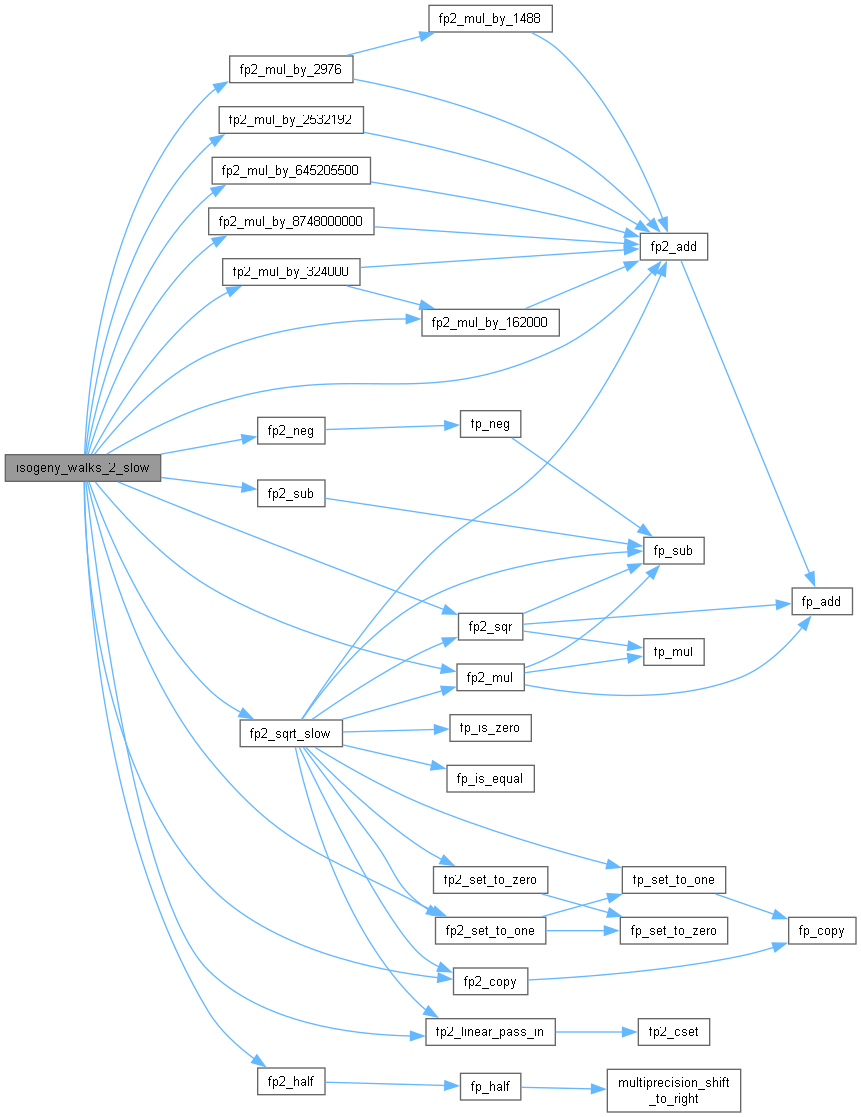 fp2_mul_by_1488
fp2_mul_by_2976
fp2_mul_by_2532192
fp2_mul_by_645205500
fp2_mul_by_8748000000
fp2_add
fp2_mul_by_324000
fp2_mul_by_162000
fp2_neg
fp_neg
isogeny_walks_2_slow
fp2_sub
fp_sub
fp_add
fp2_sqr
fp_mul
fp2_mul
fp2_sqrt_slow
fp_is_zero
fp_is_equal
fp2_set_to_zero
fp_set_to_one
fp2_set_to_one
fp_set_to_zero
fp_copy
fp2_copy
fp2_linear_pass_in
fp2_cset
fp2_half
fp_half
multiprecision_shift
_to_right